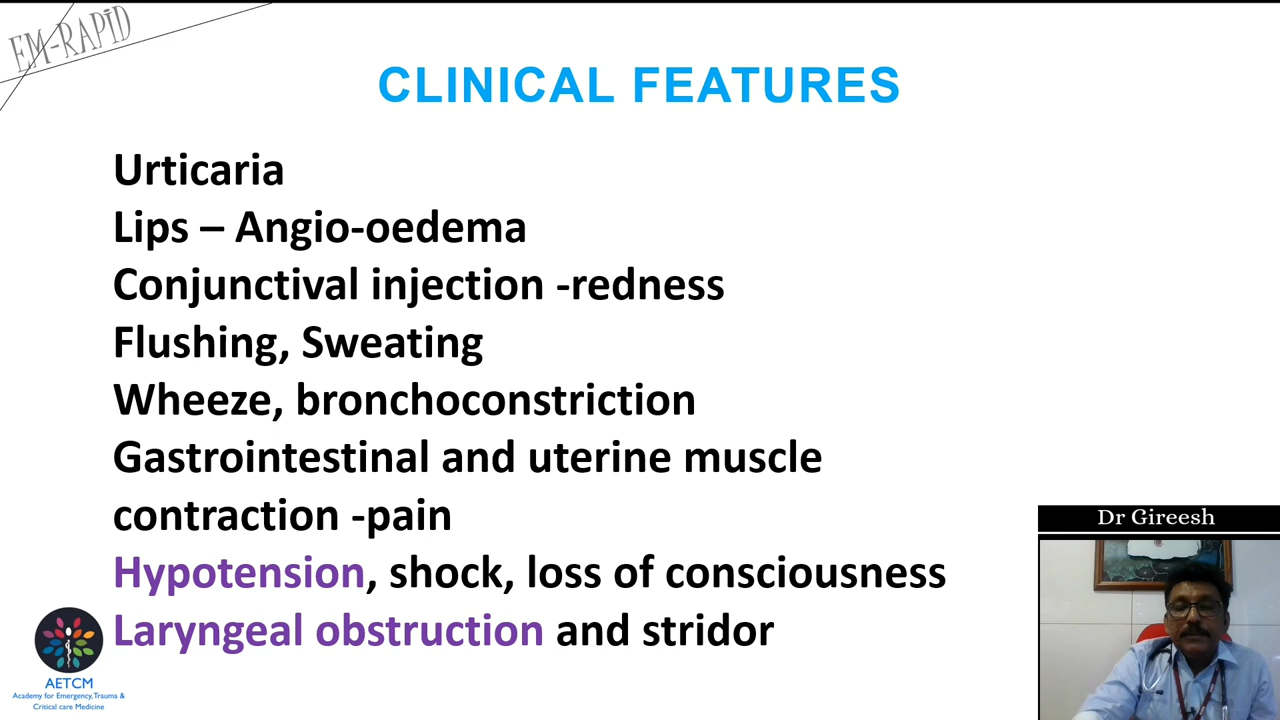 EM-RAPiD
CLINICAL FEATURES
Urticaria
Lips – Angio-oedema
Conjunctival injection -redness
Flushing, Sweating
Wheeze, bronchoconstriction
Gastrointestinal and uterine muscle
contraction -pain
Hypotension, shock, loss of consciousness
Laryngeal obstruction and stridor
Dr Gireesh
AETCM
Academy for Emergency,Trauma &
Critical care Medicine